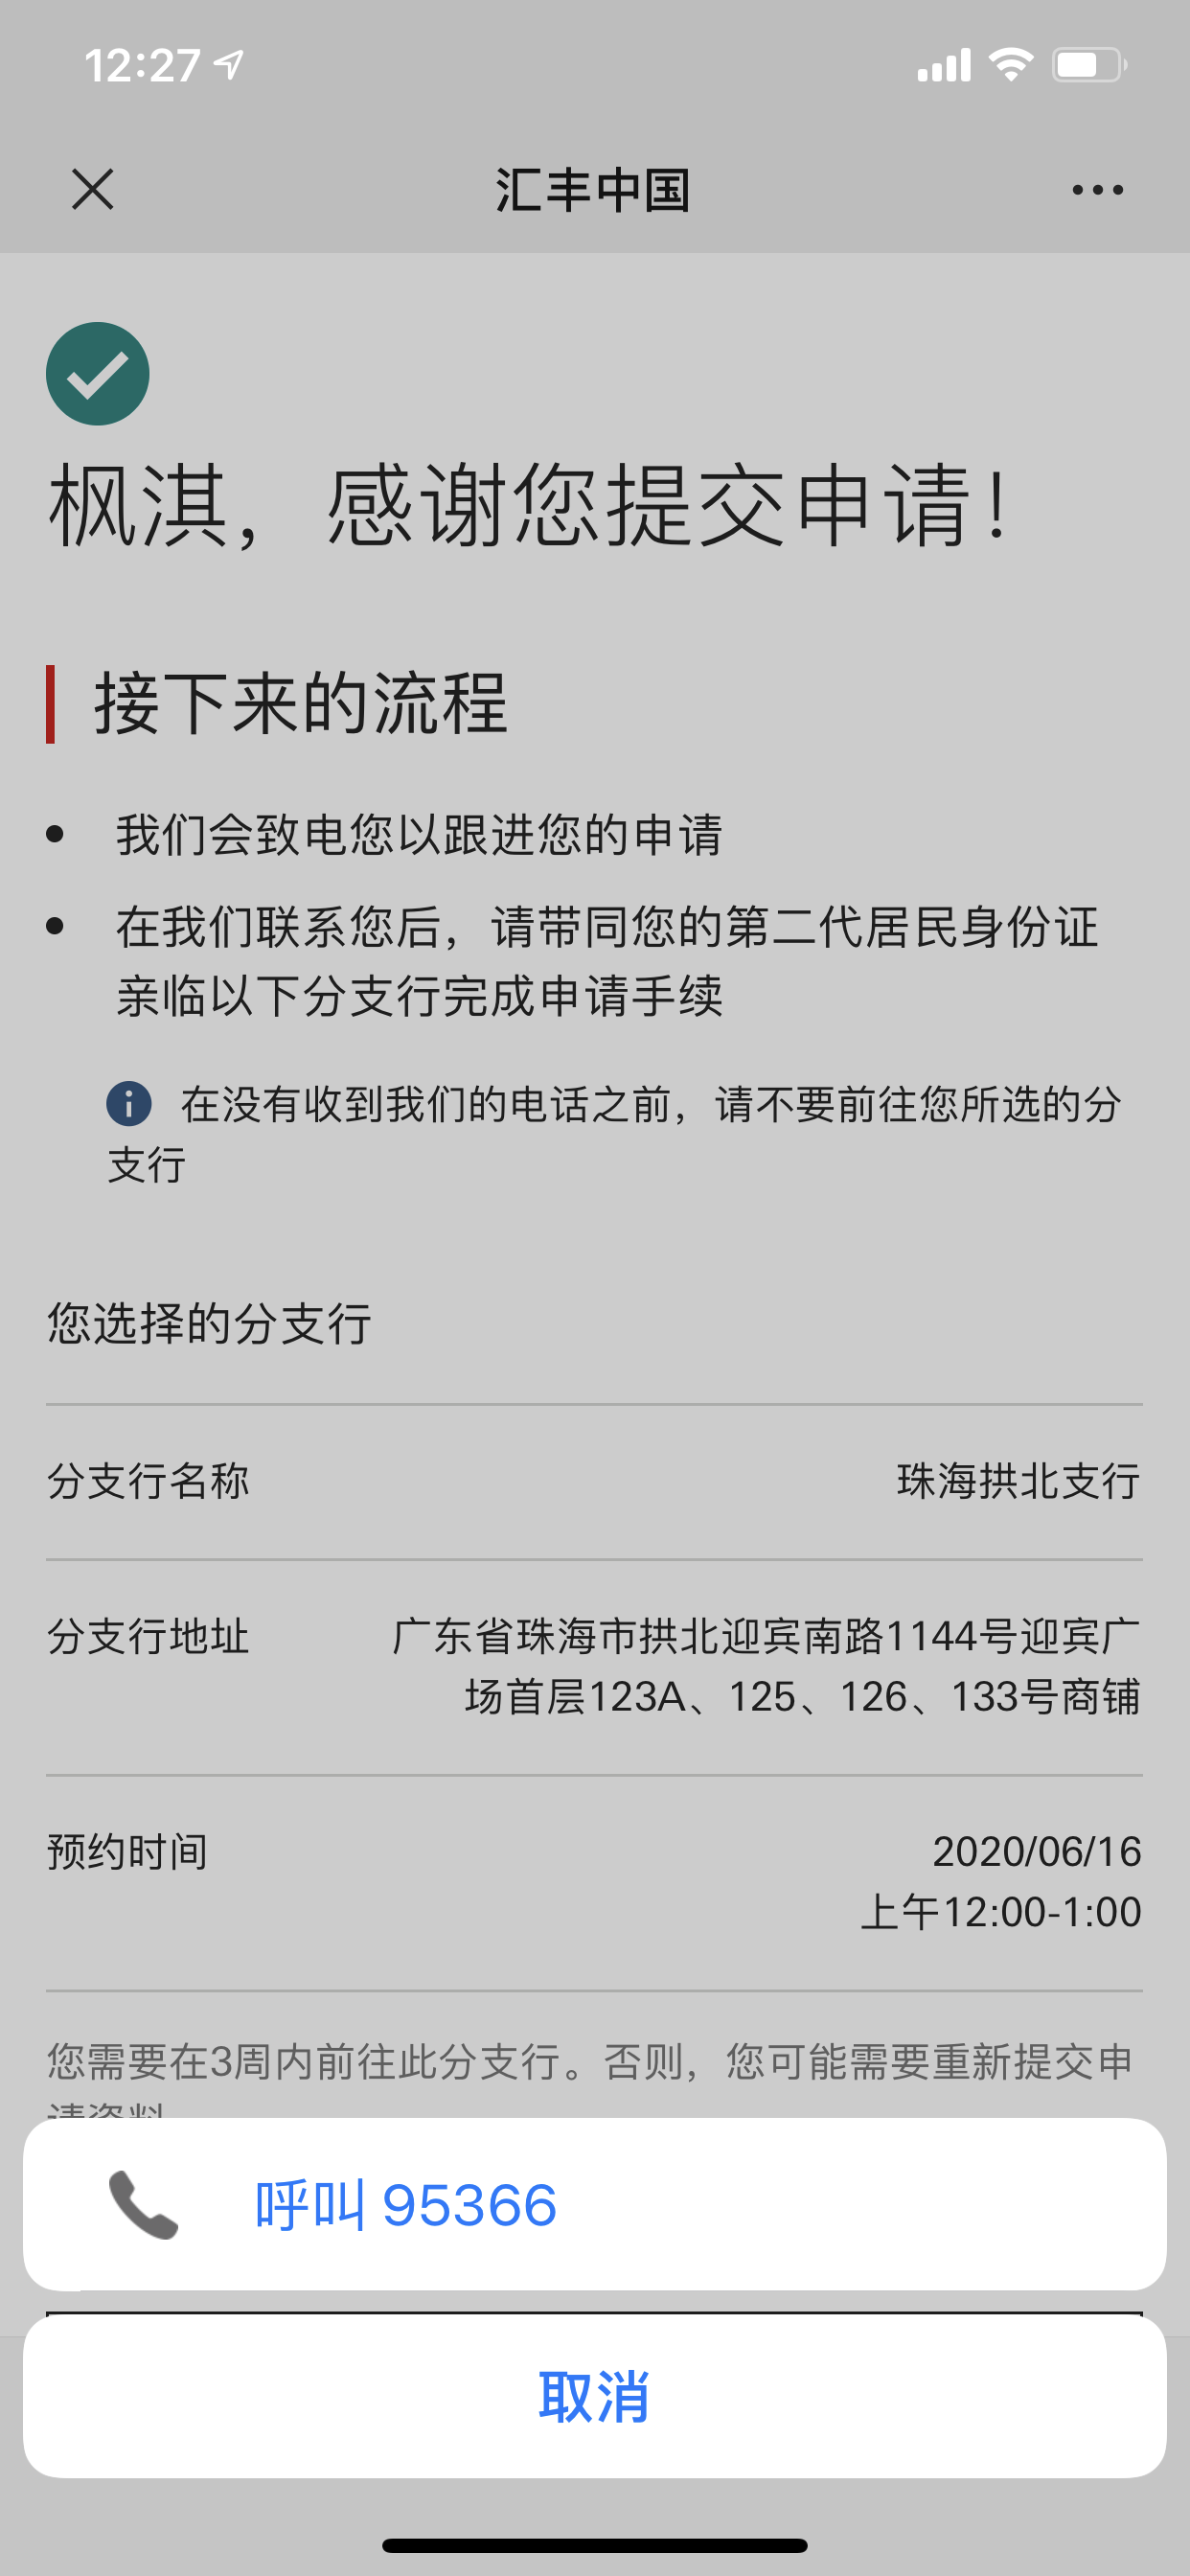 12:27
汇丰中国
枫淇，感谢您提交申请！
接下来的流程
我们会致电您以跟进您的申请
在我们联系您后，请带同您的第二代居民身份证
亲临以下分支行完成申请手续
在没有收到我们的电话之前，请不要前往您所选的分
支行
您选择的分支行
分支行名称 珠海拱北支行
分支行地址 广东省珠海市拱北迎宾南路1144号迎宾广
场首层123A、125、126、133号商铺
预约时间 2020/06/16
上午12:00-1:00
您需要在3周内前往此分支行。否则，您可能需要重新提交申
呼叫 95366
取消